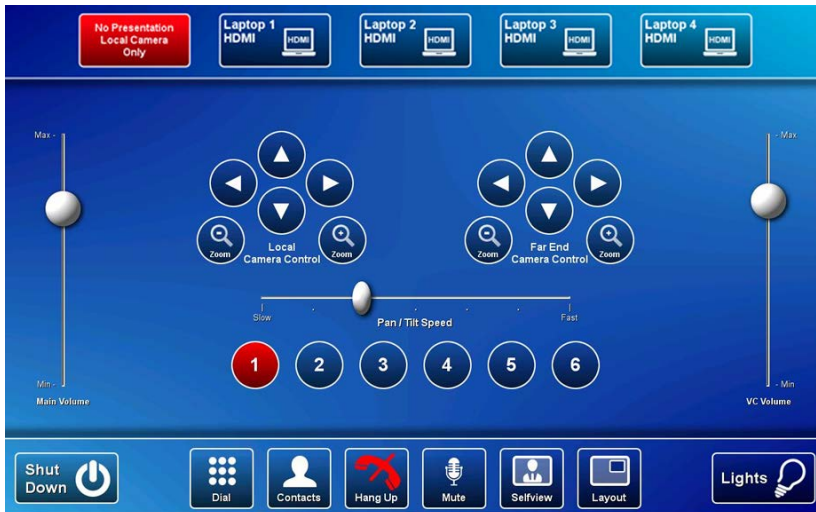 No Presentation
Local Camera
Only
Laptop 1
HDMI
HDMI
Laptop 2
HDMI
HDMI
Laptop 3
HDMI
HDMI
Laptop 4
HDMI
HDMI
Max -
- Max
Zoom
Local
Camera Control
Zoom
Zoom
Far End
Camera Control
Zoom
Slow
Pan / Tilt Speed
Fast
1 2 3 4 5 6
Min -
Main Volume
- Min
VC Volume
Shut
Down
Dial
Contacts
Hang Up
Mute
Selfview
Layout
Lights